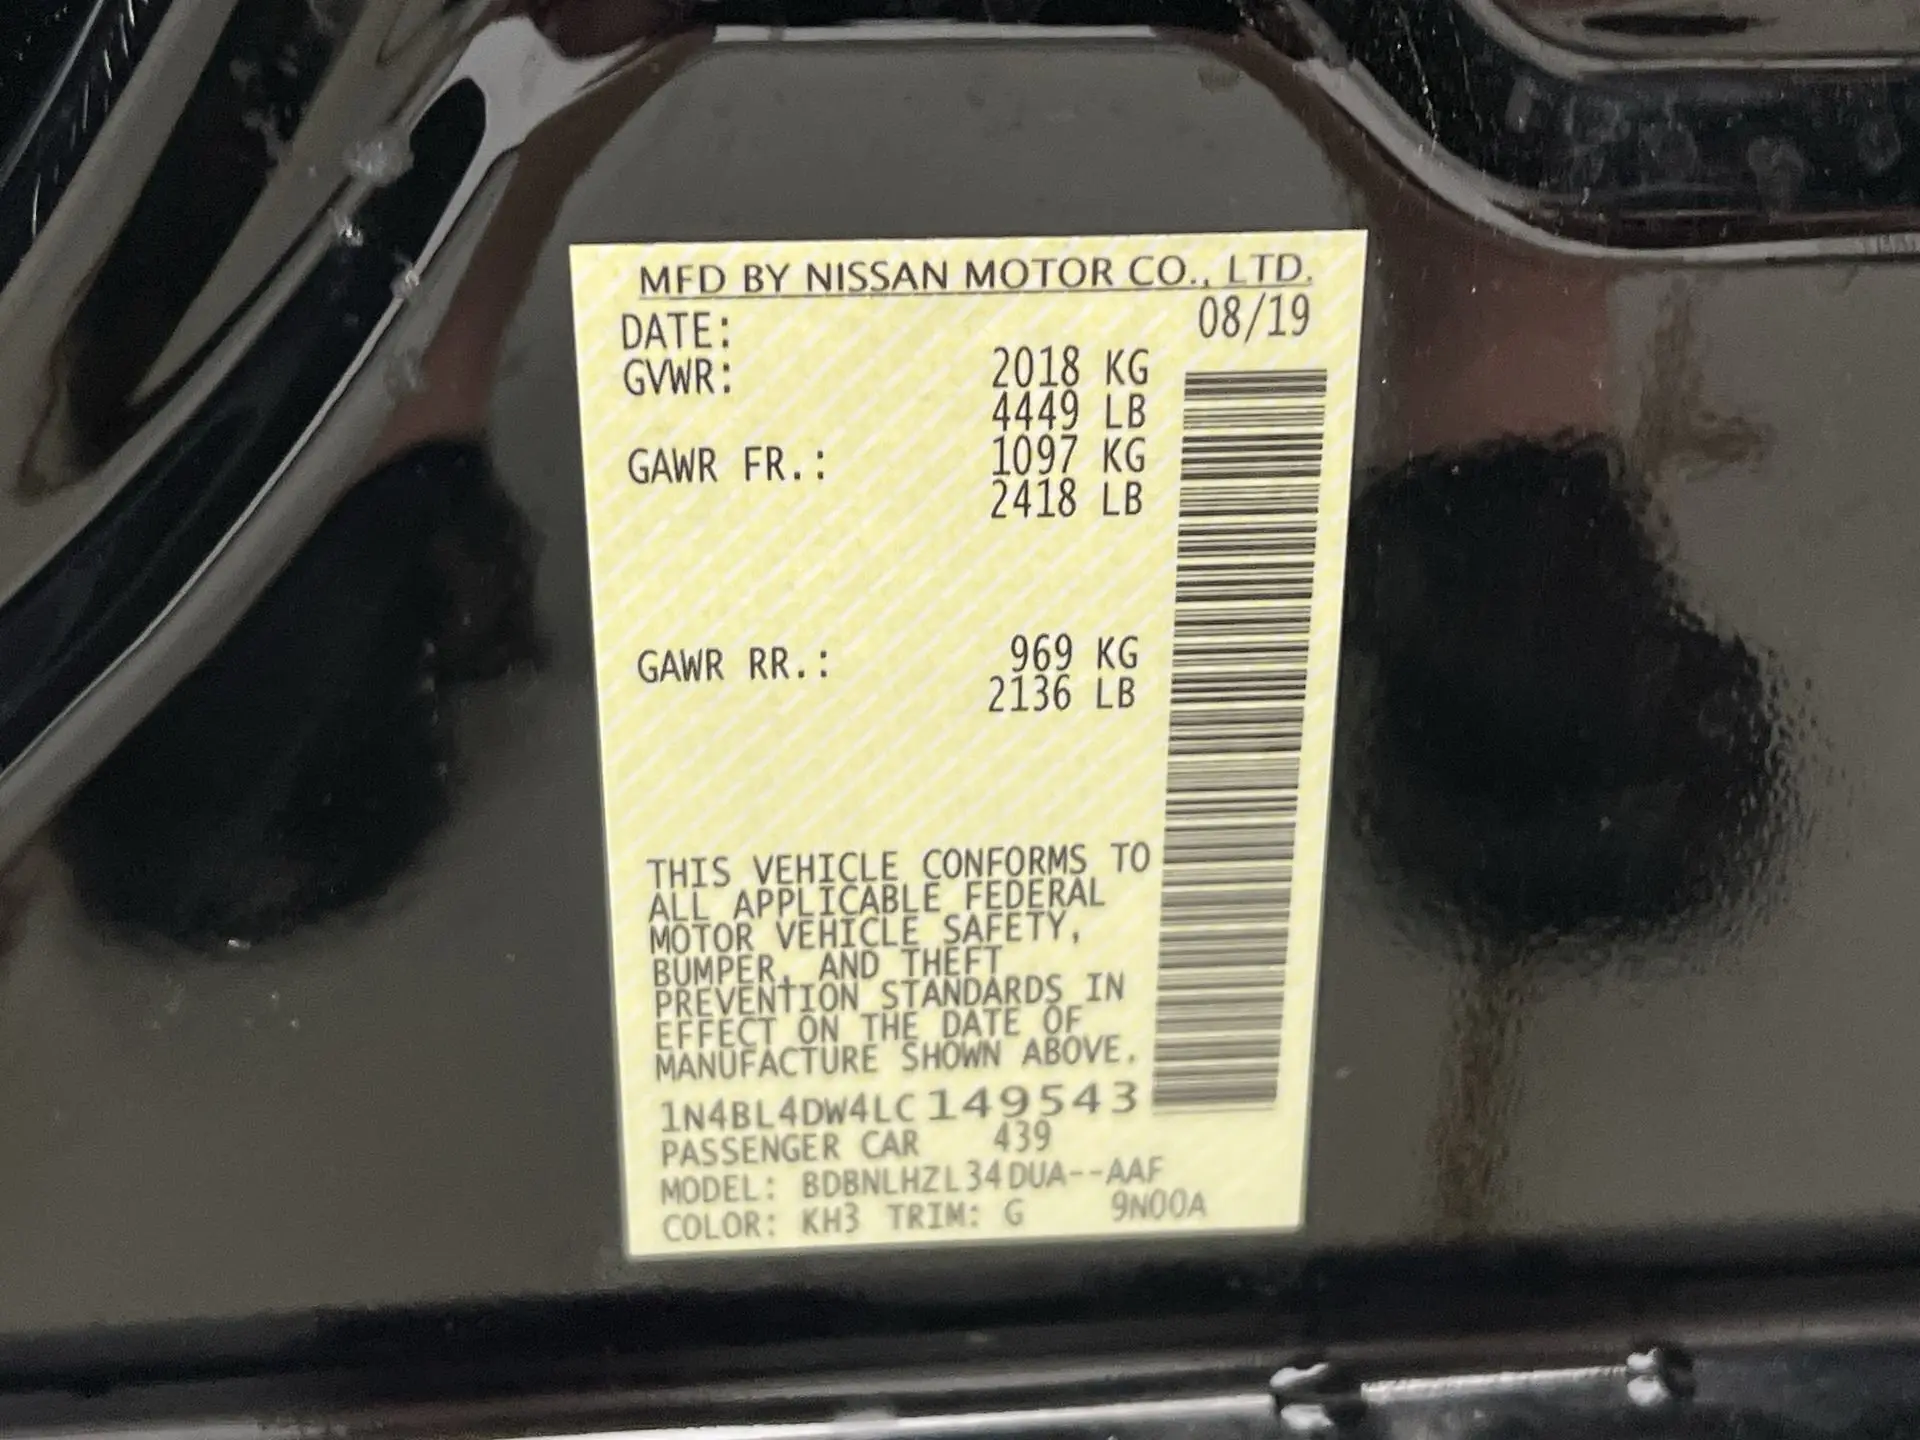 MFD BY NISSAN MOTOR CO., LTD.
DATE: 08/19
GVWR: 2018 KG
4449 LB
GAWR FR.: 1097 KG
2418 LB
GAWR RR.: 969 KG
2136 LB
THIS VEHICLE CONFORMS TO
ALL APPLICABLE FEDERAL
MOTOR VEHICLE SAFETY,
BUMPER, AND THEFT
PREVENTION STANDARDS IN
EFFECT ON THE DATE OF
MANUFACTURE SHOWN ABOVE.
1N4BL4DW4LC149543
PASSENGER CAR 439
MODEL: BDBNLHZL34DUA--AAF
COLOR: KH3 TRIM: G 9N00A